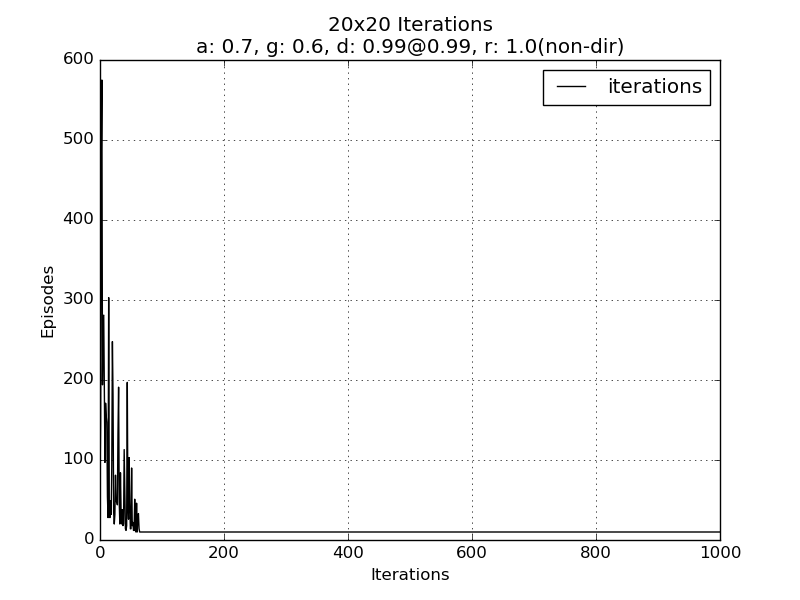 20x20 Iterations
a: 0.7, g: 0.6, d: 0.99@0.99, r: 1.0(non-dir)
600
iterations
500
400
300
200
100
0
Episodes
0 200 400 600 800 1000
Iterations